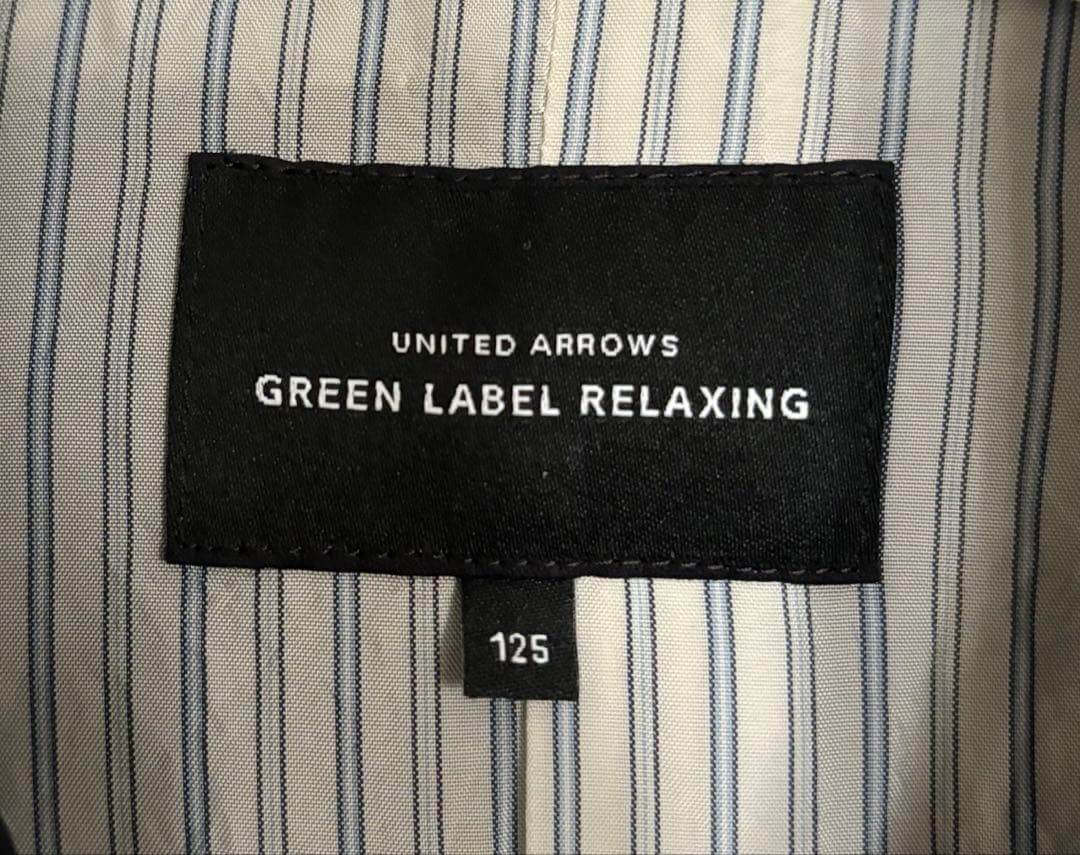 UNITED ARROWS
GREEN LABEL RELAXING
125